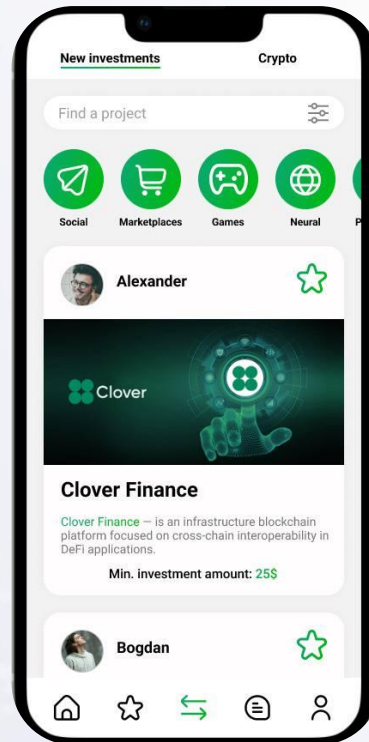 New investments Crypto
Find a project
Social Marketplaces Games Neural P
Alexander
Clover
Clover Finance
Clover Finance — is an infrastructure blockchain
platform focused on cross-chain interoperability in
DeFi applications.
Min. investment amount: 25$
Bogdan